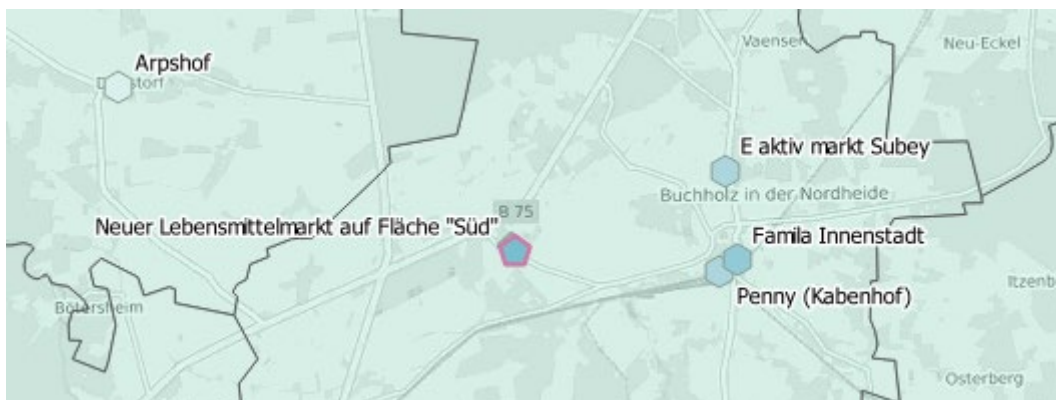 Vaensen
Neu-Eckel
Arpshof
E aktiv markt Subey
Buchholz in der Nordheide
B 75
Neuer Lebensmittelmarkt auf Fläche "Süd"
Famila Innenstadt
Penny (Kabenhof)
Bötersheim
Osterberg